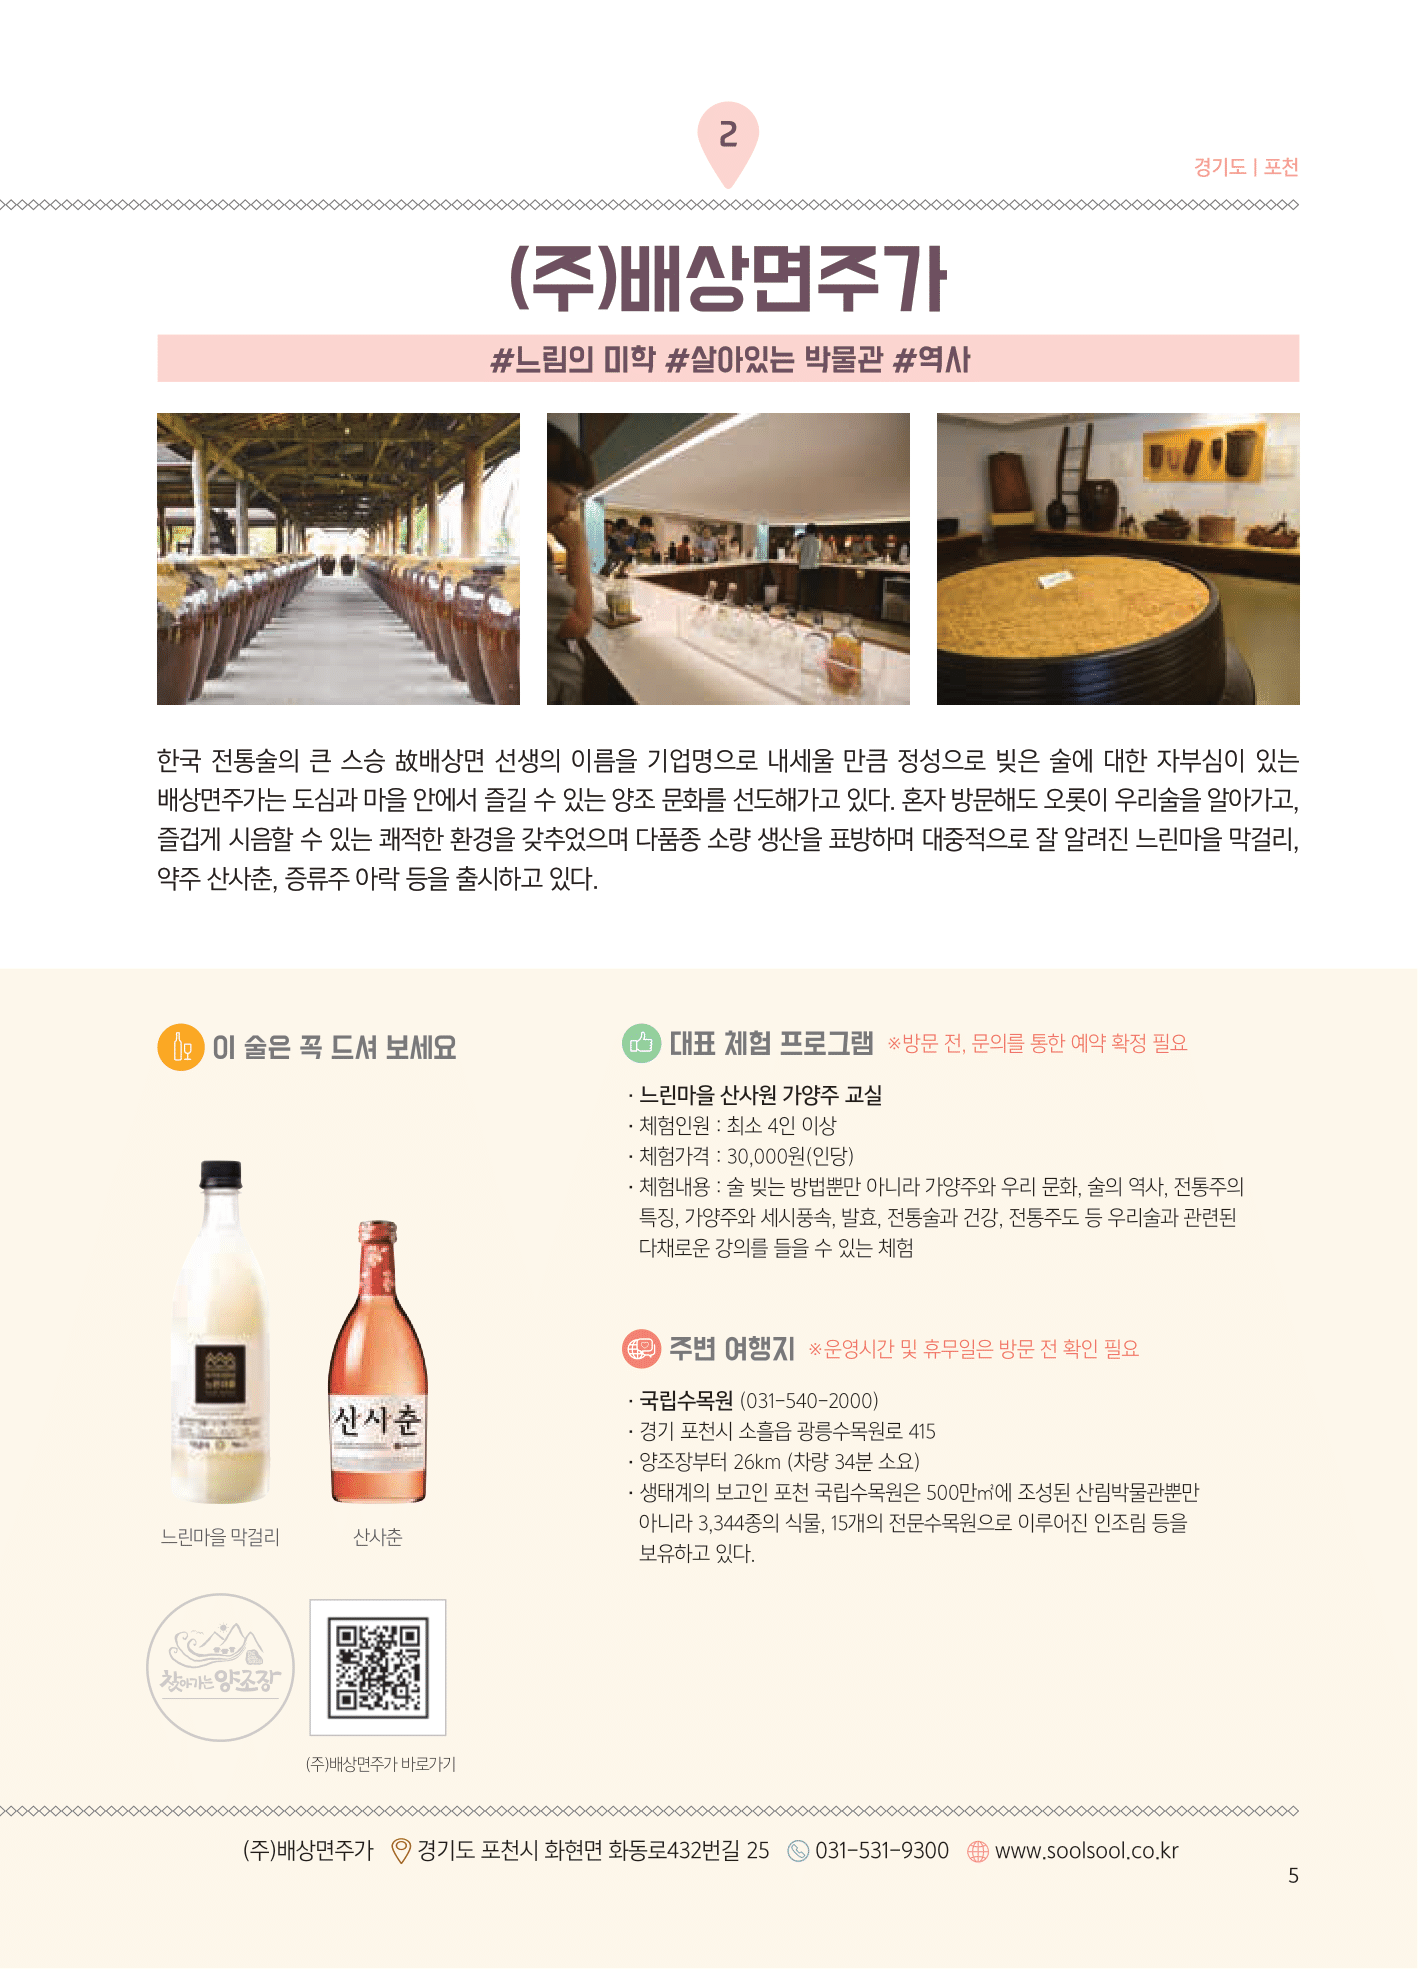 2
경기도 | 포천
(주)배상면주가
#느림의 미학 #살아있는 박물관 #역사
한국 전통술의 큰 스승 故배상면 선생의 이름을 기업명으로 내세울 만큼 정성으로 빚은 술에 대한 자부심이 있는
배상면주가는 도심과 마을 안에서 즐길 수 있는 양조 문화를 선도해가고 있다. 혼자 방문해도 오롯이 우리술을 알아가고,
즐겁게 시음할 수 있는 쾌적한 환경을 갖추었으며 다품종 소량 생산을 표방하며 대중적으로 잘 알려진 느린마을 막걸리,
약주 산사춘, 증류주 아락 등을 출시하고 있다.
이 술은 꼭 드셔 보세요
느린마을
산사춘
느린마을 막걸리
산사춘
찾아가는 양조장
(주)배상면주가 바로가기
대표 체험 프로그램 ※방문 전, 문의를 통한 예약 확정 필요
· 느린마을 산사원 가양주 교실
· 체험인원 : 최소 4인 이상
· 체험가격 : 30,000원(인당)
· 체험내용 : 술 빚는 방법뿐만 아니라 가양주와 우리 문화, 술의 역사, 전통주의
특징, 가양주와 세시풍속, 발효, 전통술과 건강, 전통주도 등 우리술과 관련된
다채로운 강의를 들을 수 있는 체험
주변 여행지 ※운영시간 및 휴무일은 방문 전 확인 필요
· 국립수목원 (031-540-2000)
· 경기 포천시 소흘읍 광릉수목원로 415
· 양조장부터 26km (차량 34분 소요)
· 생태계의 보고인 포천 국립수목원은 500만㎡에 조성된 산림박물관뿐만
아니라 3,344종의 식물, 15개의 전문수목원으로 이루어진 인조림 등을
보유하고 있다.
(주)배상면주가 경기도 포천시 화현면 화동로432번길 25 031-531-9300 www.soolsool.co.kr
5